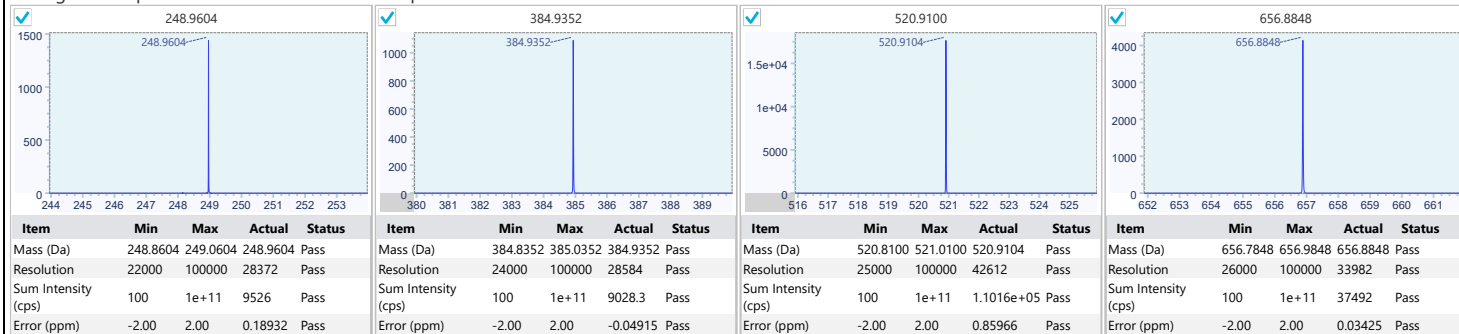 248.9604
384.9352
520.9100
656.8848
1500
1000
500
0
248.9604
244 245 246 247 248 249 250 251 252 253
1000
800
600
400
200
0
384.9352
380 381 382 383 384 385 386 387 388 389
1.5e+04
1e+04
5000
0
520.9104
516 517 518 519 520 521 522 523 524 525
4000
3000
2000
1000
0
656.8848
652 653 654 655 656 657 658 659 660 661
Item Min Max Actual Status
Mass (Da) 248.8604 249.0604 248.9604 Pass
Resolution 22000 100000 28372 Pass
Sum Intensity
(cps) 100 1e+11 9526 Pass
Error (ppm) -2.00 2.00 0.18932 Pass
Item Min Max Actual Status
Mass (Da) 384.8352 385.0352 384.9352 Pass
Resolution 24000 100000 28584 Pass
Sum Intensity
(cps) 100 1e+11 9028.3 Pass
Error (ppm) -2.00 2.00 -0.04915 Pass
Item Min Max Actual Status
Mass (Da) 520.8100 521.0100 520.9104 Pass
Resolution 25000 100000 42612 Pass
Sum Intensity
(cps) 100 1e+11 1.1016e+05 Pass
Error (ppm) -2.00 2.00 0.85966 Pass
Item Min Max Actual Status
Mass (Da) 656.7848 656.9848 656.8848 Pass
Resolution 26000 100000 33982 Pass
Sum Intensity
(cps) 100 1e+11 37492 Pass
Error (ppm) -2.00 2.00 0.03425 Pass